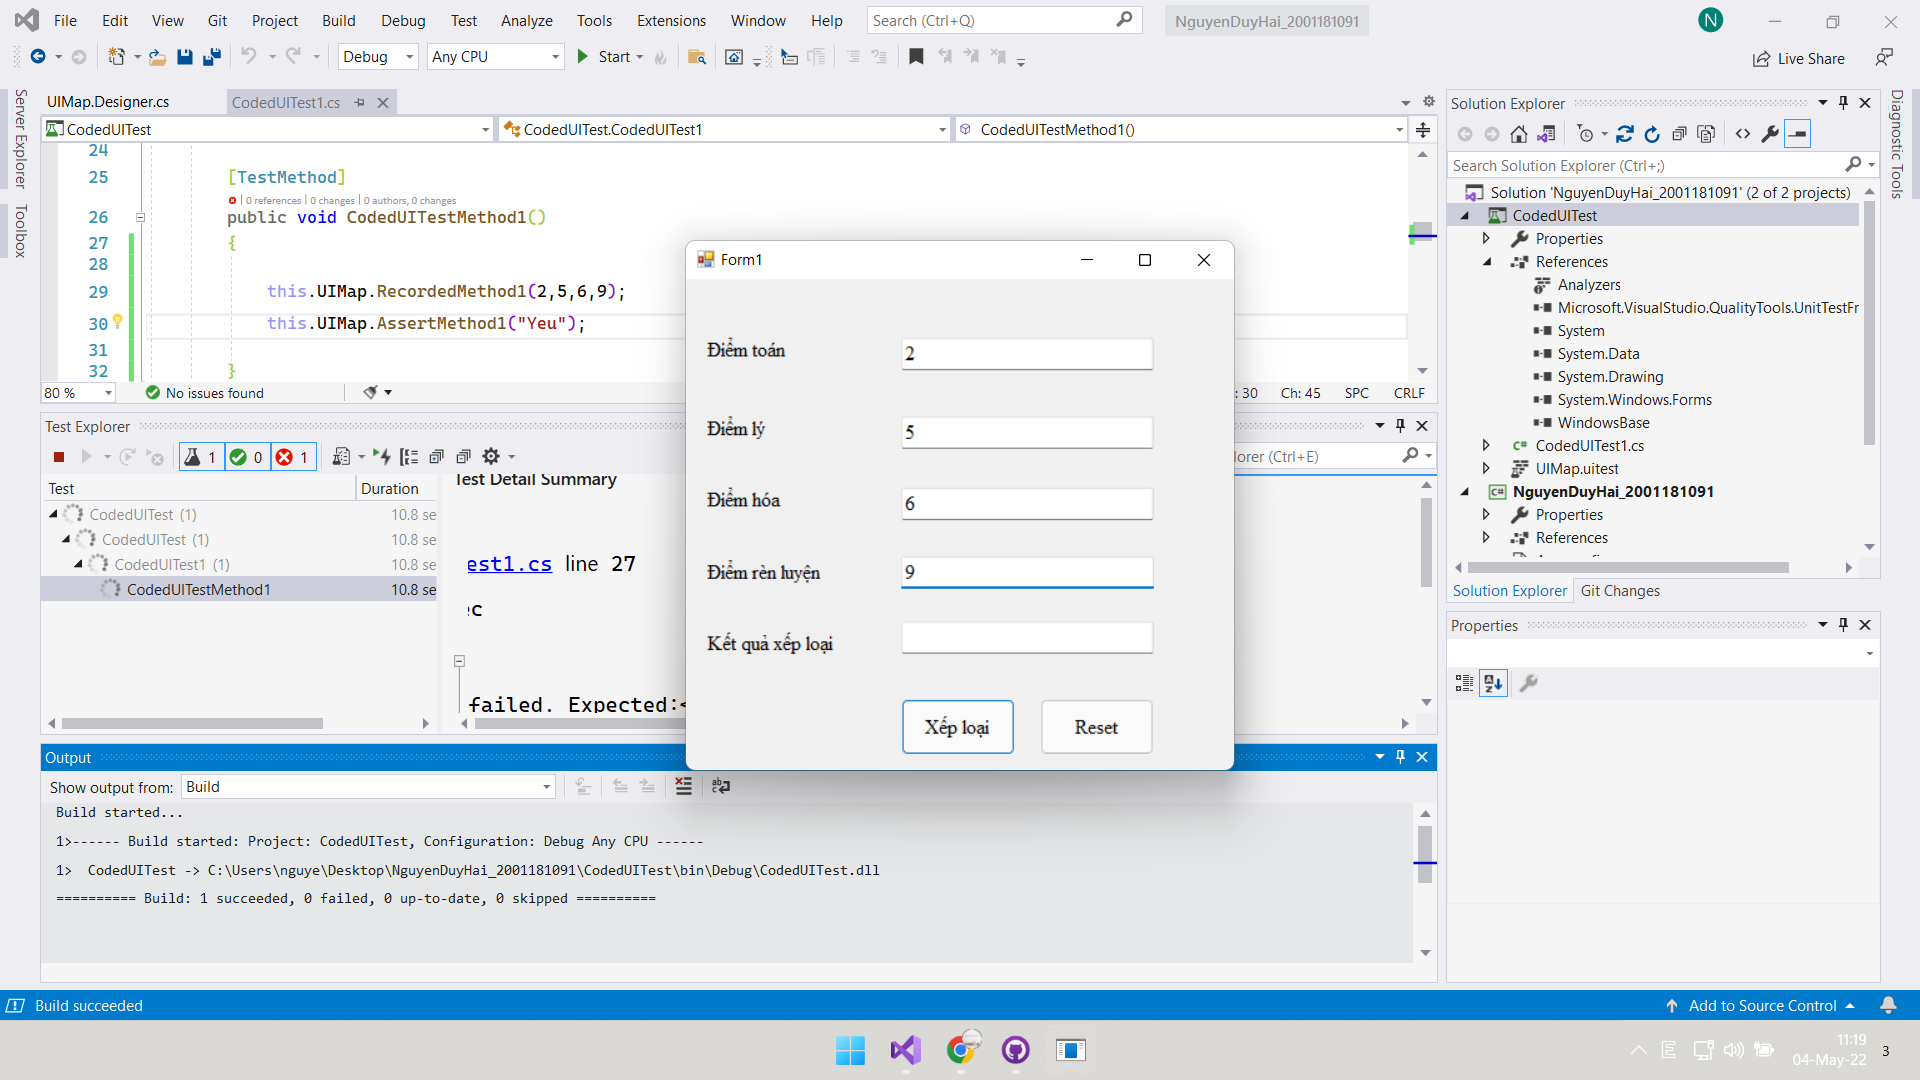 File Edit View Git Project Build Debug Test Analyze Tools Extensions Window Help Search (Ctrl+Q) NguyenDuyHai_2001181091 N
Debug Any CPU Start Live Share
Server Explorer
Toolbox
UIMap.Designer.cs CodedUITest1.cs
CodedUITest CodedUITest.CodedUITest1 CodedUITestMethod1()
24
25 [TestMethod]
0 references | 0 changes | 0 authors, 0 changes
26 public void CodedUITestMethod1()
27 {
28
29 this.UIMap.RecordedMethod1(2,5,6,9);
30 this.UIMap.AssertMethod1("Yeu");
31
32 }
80 % No issues found : 30 Ch: 45 SPC CRLF
Test Explorer
1 0 1 lorer (Ctrl+E)
Test Duration
CodedUITest (1) 10.8 se
CodedUITest (1) 10.8 se
CodedUITest1 (1) 10.8 se
CodedUITestMethod1 10.8 se
Test Detail Summary
est1.cs line 27
ec
failed. Expected:<
Form1
Điểm toán 2
Điểm lý 5
Điểm hóa 6
Điểm rèn luyện 9
Kết quả xếp loại
Xếp loại Reset
Output
Show output from: Build
Build started...
1>------ Build started: Project: CodedUITest, Configuration: Debug Any CPU ------
1> CodedUITest -> C:\Users\nguye\Desktop\NguyenDuyHai_2001181091\CodedUITest\bin\Debug\CodedUITest.dll
========== Build: 1 succeeded, 0 failed, 0 up-to-date, 0 skipped ==========
Solution Explorer
Search Solution Explorer (Ctrl+;)
Solution 'NguyenDuyHai_2001181091' (2 of 2 projects)
CodedUITest
Properties
References
Analyzers
Microsoft.VisualStudio.QualityTools.UnitTestFr
System
System.Data
System.Drawing
System.Windows.Forms
WindowsBase
CodedUITest1.cs
UIMap.uitest
NguyenDuyHai_2001181091
Properties
References
Solution Explorer Git Changes
Properties
Diagnostic Tools
Build succeeded Add to Source Control
11:19
04-May-22 3